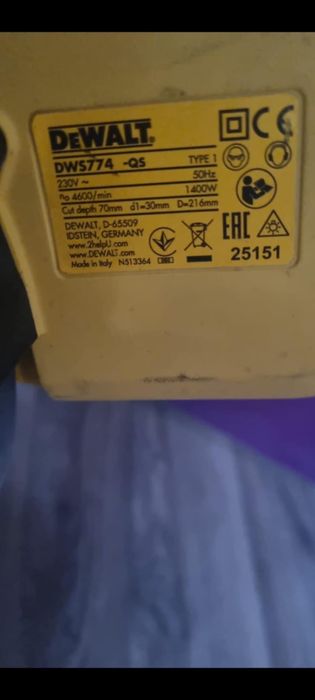 DEWALT®
DWS774 -QS TYPE 1
230V ~ 50Hz
n₀ 4600/min 1400W
Cut depth 70mm d1=30mm D=216mm
DEWALT, D-65509
IDSTEIN, GERMANY
www.2helpU.com
www.DEWALT.com
Made in Italy N513364
CE
EAC
25151